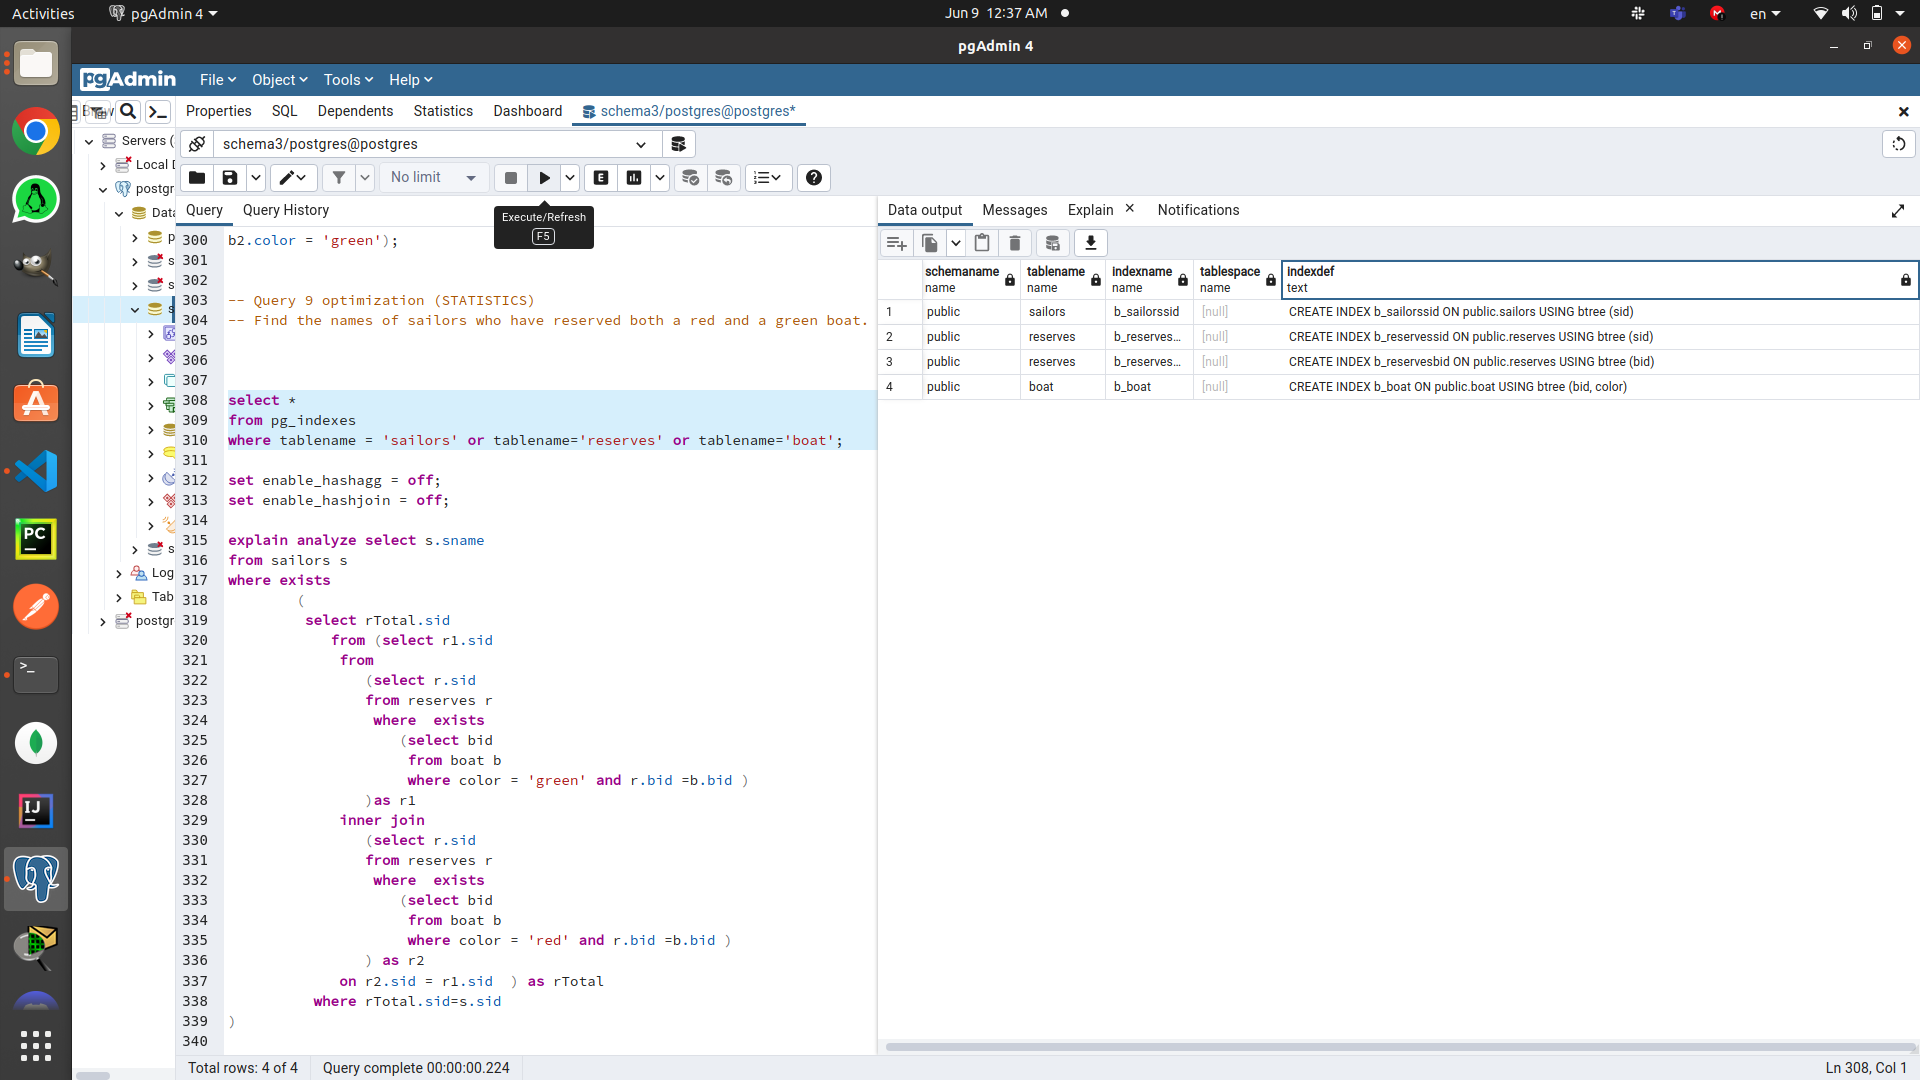 Activities
pgAdmin 4
Jun 9 12:37 AM
en
pgAdmin 4
pgAdmin
File
Object
Tools
Help
Properties
SQL
Dependents
Statistics
Dashboard
schema3/postgres@postgres*
Servers (
Local D
postgr
Data
p
s
s
s
s
Log
Tab
postgr
schema3/postgres@postgres
No limit
E
Execute/Refresh
F5
Query
Query History
300 b2.color = 'green');
301
302
303 -- Query 9 optimization (STATISTICS)
304 -- Find the names of sailors who have reserved both a red and a green boat.
305
306
307
308 select *
309 from pg_indexes
310 where tablename = 'sailors' or tablename='reserves' or tablename='boat';
311
312 set enable_hashagg = off;
313 set enable_hashjoin = off;
314
315 explain analyze select s.sname
316 from sailors s
317 where exists
318 (
319 select rTotal.sid
320 from (select r1.sid
321 from
322 (select r.sid
323 from reserves r
324 where  exists
325 (select bid
326 from boat b
327 where color = 'green' and r.bid =b.bid )
328 )as r1
329 inner join
330 (select r.sid
331 from reserves r
332 where  exists
333 (select bid
334 from boat b
335 where color = 'red' and r.bid =b.bid )
336 ) as r2
337 on r2.sid = r1.sid  ) as rTotal
338 where rTotal.sid=s.sid
339 )
340
Data output
Messages
Explain
Notifications
schemaname name
tablename name
indexname name
tablespace name
indexdef text
1 public sailors b_sailorssid [null] CREATE INDEX b_sailorssid ON public.sailors USING btree (sid)
2 public reserves b_reserves... [null] CREATE INDEX b_reservessid ON public.reserves USING btree (sid)
3 public reserves b_reserves... [null] CREATE INDEX b_reservesbid ON public.reserves USING btree (bid)
4 public boat b_boat [null] CREATE INDEX b_boat ON public.boat USING btree (bid, color)
PC
IJ
Total rows: 4 of 4
Query complete 00:00:00.224
Ln 308, Col 1